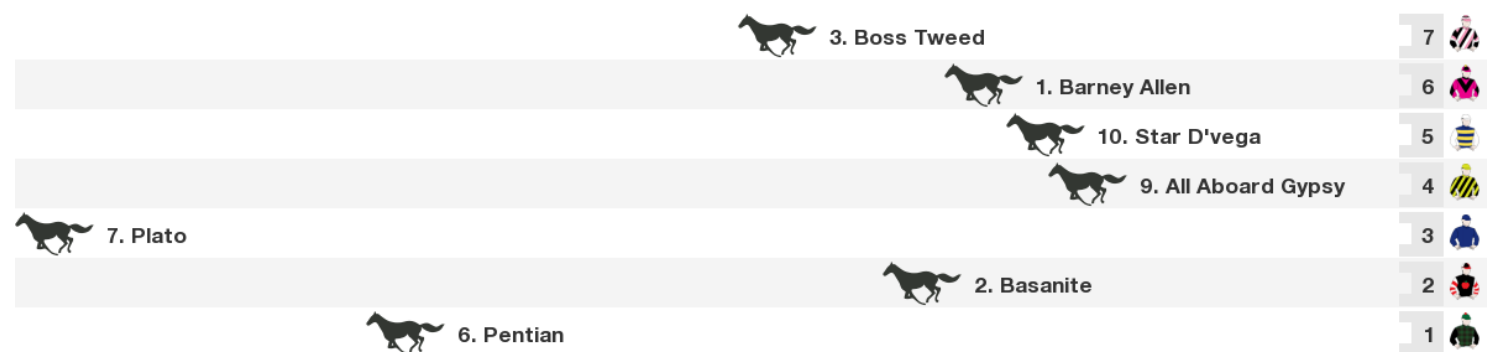 3. Boss Tweed 7
1. Barney Allen 6
10. Star D'vega 5
9. All Aboard Gypsy 4
7. Plato 3
2. Basanite 2
6. Pentian 1